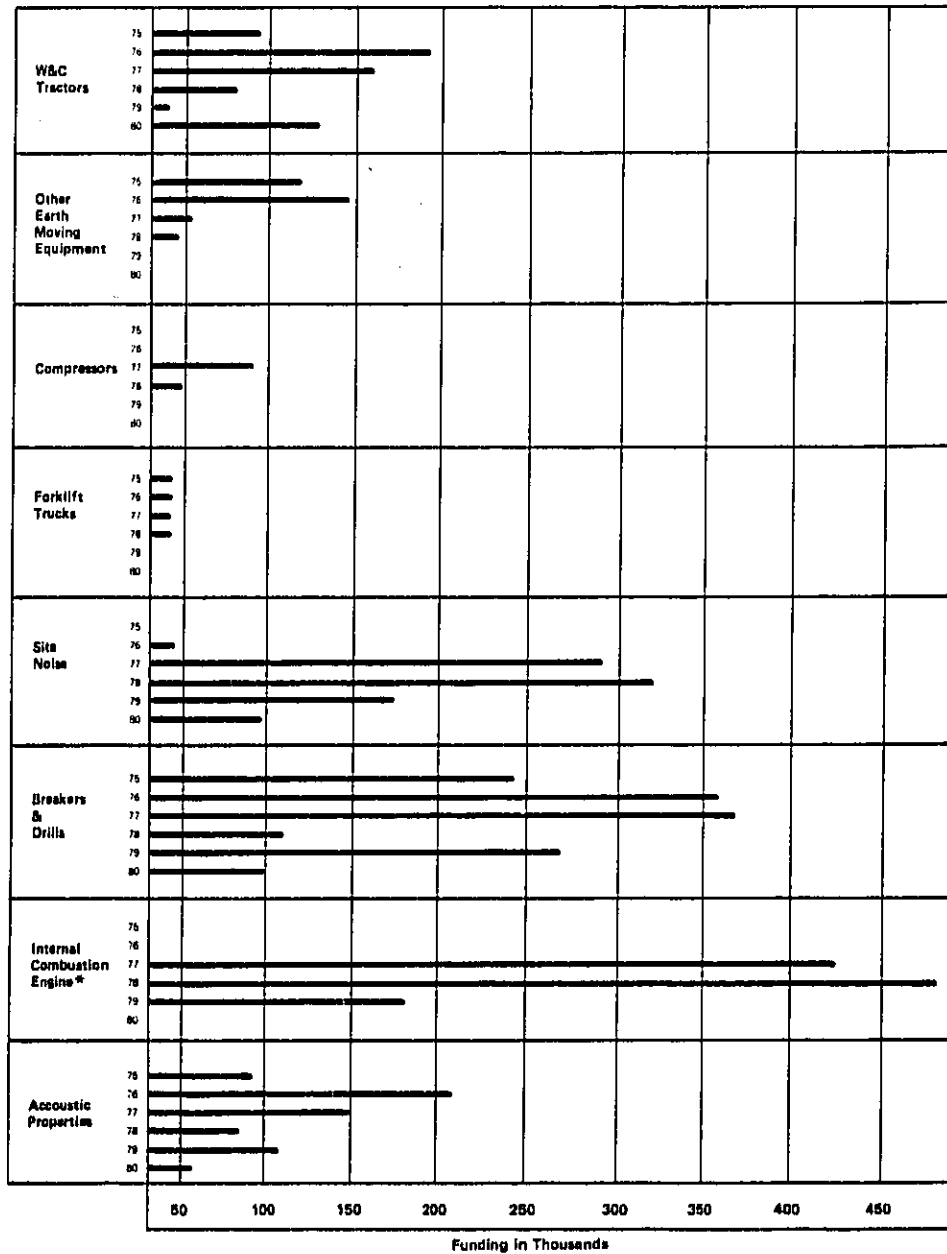 W&C
Tractors
75
76
77
78
79
80
Other
Earth
Moving
Equipment
75
76
77
78
79
80
Compressors
75
76
77
78
79
80
Forklift
Trucks
75
76
77
78
79
80
Site
Noise
75
76
77
78
79
80
Breakers
&
Drills
75
76
77
78
79
80
Internal
Combustion
Engine*
75
76
77
78
79
80
Accoustic
Properties
75
76
77
78
79
80
50 100 150 200 250 300 350 400 450
Funding in Thousands